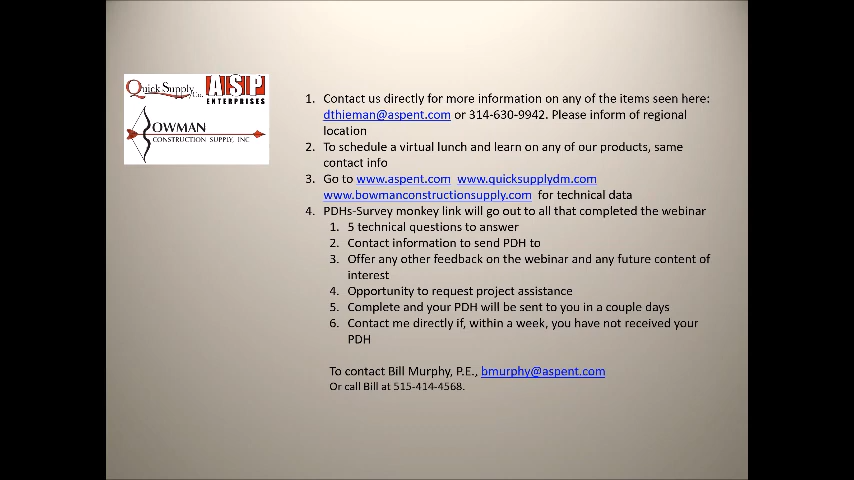 Quick Supply Co.
ASP
ENTERPRISES
BOWMAN
CONSTRUCTION SUPPLY, INC
1. Contact us directly for more information on any of the items seen here:
dthieman@aspent.com or 314-630-9942. Please inform of regional
location
2. To schedule a virtual lunch and learn on any of our products, same
contact info
3. Go to www.aspent.com www.quicksupplydm.com
www.bowmanconstructionsupply.com for technical data
4. PDHs-Survey monkey link will go out to all that completed the webinar
1. 5 technical questions to answer
2. Contact information to send PDH to
3. Offer any other feedback on the webinar and any future content of
interest
4. Opportunity to request project assistance
5. Complete and your PDH will be sent to you in a couple days
6. Contact me directly if, within a week, you have not received your
PDH
To contact Bill Murphy, P.E., bmurphy@aspent.com
Or call Bill at 515-414-4568.